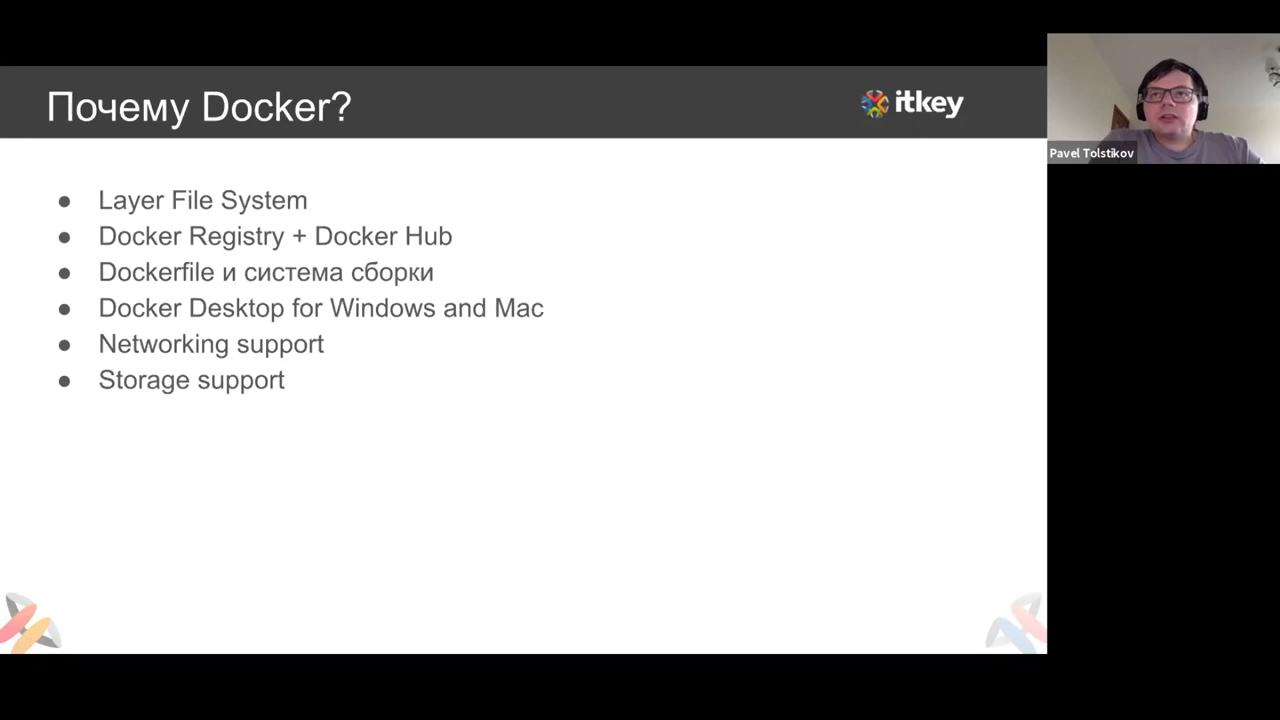 Почему Docker?
itkey
Pavel Tolstikov
● Layer File System
● Docker Registry + Docker Hub
● Dockerfile и система сборки
● Docker Desktop for Windows and Mac
● Networking support
● Storage support